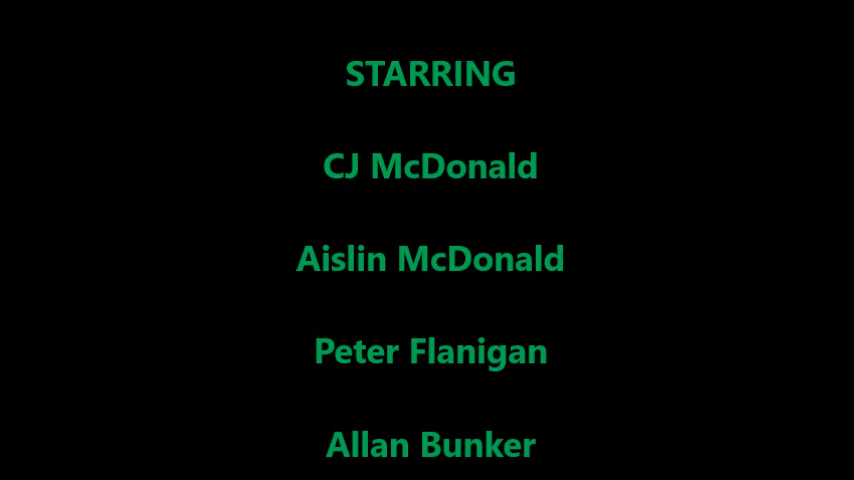 STARRING
CJ McDonald
Aislin McDonald
Peter Flanigan
Allan Bunker